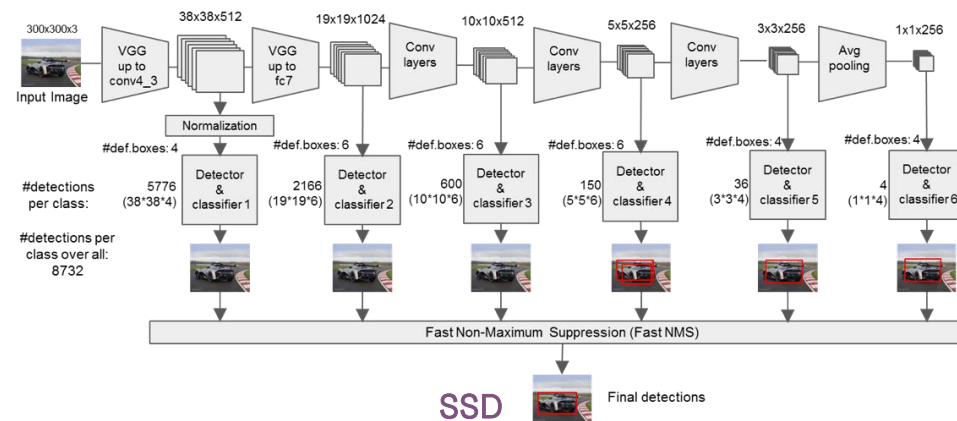 300x300x3
38x38x512
19x19x1024
10x10x512
5x5x256
3x3x256
1x1x256
VGG
up to
conv4_3
VGG
up to
fc7
Conv
layers
Conv
layers
Conv
layers
Avg
pooling
Input Image
Normalization
#def.boxes: 4
#def.boxes: 6
#def.boxes: 6
#def.boxes: 6
#def.boxes: 4
#def.boxes: 4
#detections
per class:
5776
(38*38*4)
Detector
&
classifier 1
2166
(19*19*6)
Detector
&
classifier 2
600
(10*10*6)
Detector
&
classifier 3
150
(5*5*6)
Detector
&
classifier 4
36
(3*3*4)
Detector
&
classifier 5
4
(1*1*4)
Detector
&
classifier 6
#detections per
class over all:
8732
Fast Non-Maximum Suppression (Fast NMS)
SSD
Final detections